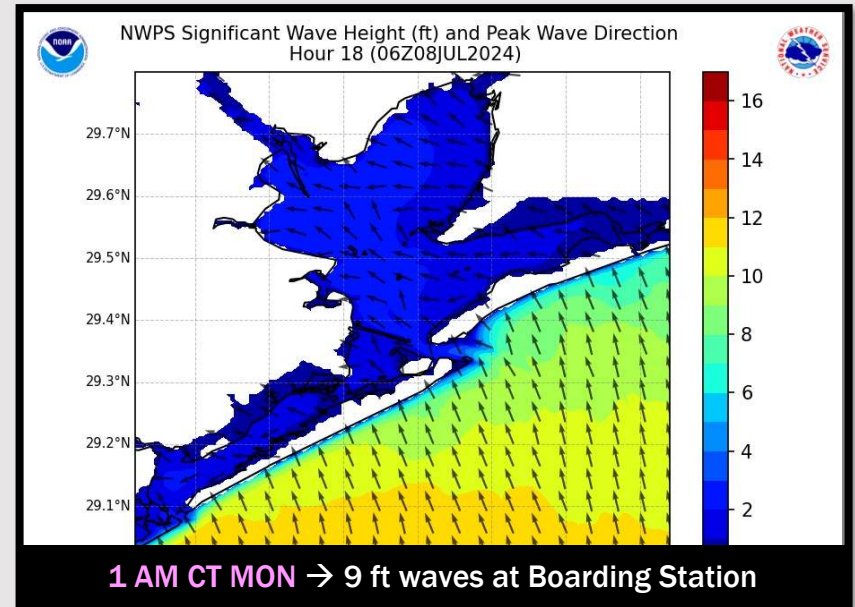 NWPS Significant Wave Height (ft) and Peak Wave Direction
Hour 18 (06Z08JUL2024)
NOAA
29.7°N
29.6°N
29.5°N
29.4°N
29.3°N
29.2°N
29.1°N
16
14
12
10
8
6
4
2
1 AM CT MON → 9 ft waves at Boarding Station